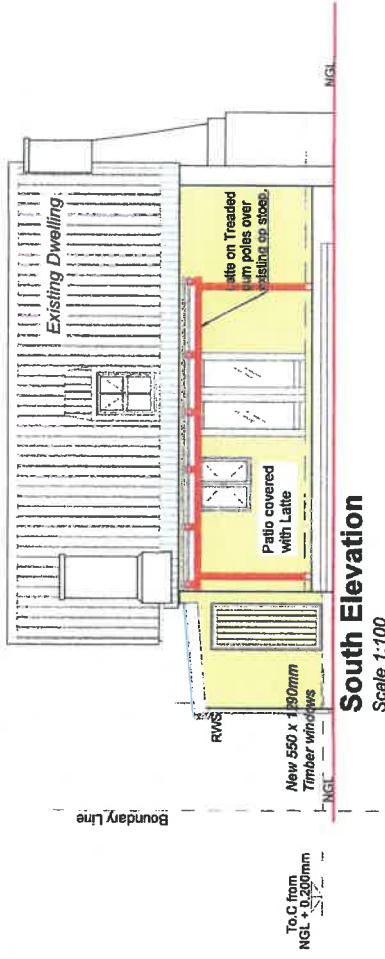 Existing Dwelling
NGL
Latte on Treaded
gum poles over
existing op stoep.
Patio covered
with Latte
RWS
New 550 x 1290mm
Timber windows
Boundary Line
NGL
South Elevation
Scale 1:100
To.C from
NGL + 0.200mm